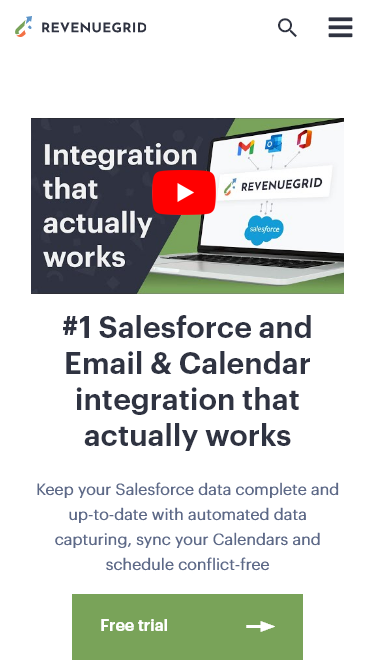 REVENUEGRID
Integration
that
actually
works
REVENUEGRID
salesforce
#1 Salesforce and
Email & Calendar
integration that
actually works
Keep your Salesforce data complete and
up-to-date with automated data
capturing, sync your Calendars and
schedule conflict-free
Free trial